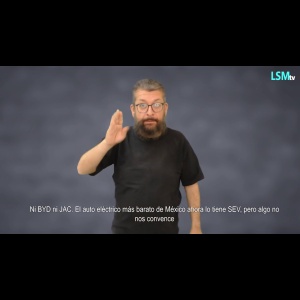 LSMtv
Ni BYD ni JAC. El auto eléctrico más barato de México ahora lo tiene SEV, pero algo no
nos convence